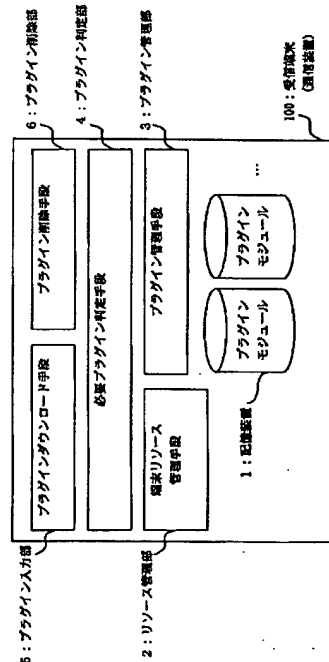 5：プラグイン入力部
6：プラグイン削除部
4：プラグイン判定部
3：プラグイン管理部
100：受信端末
（通信装置）
2：リソース管理部
1：記憶装置
プラグインダウンロード手段
プラグイン削除手段
必要プラグイン判定手段
端末リソース
管理手段
プラグイン管理手段
プラグイン
モジュール
プラグイン
モジュール
…